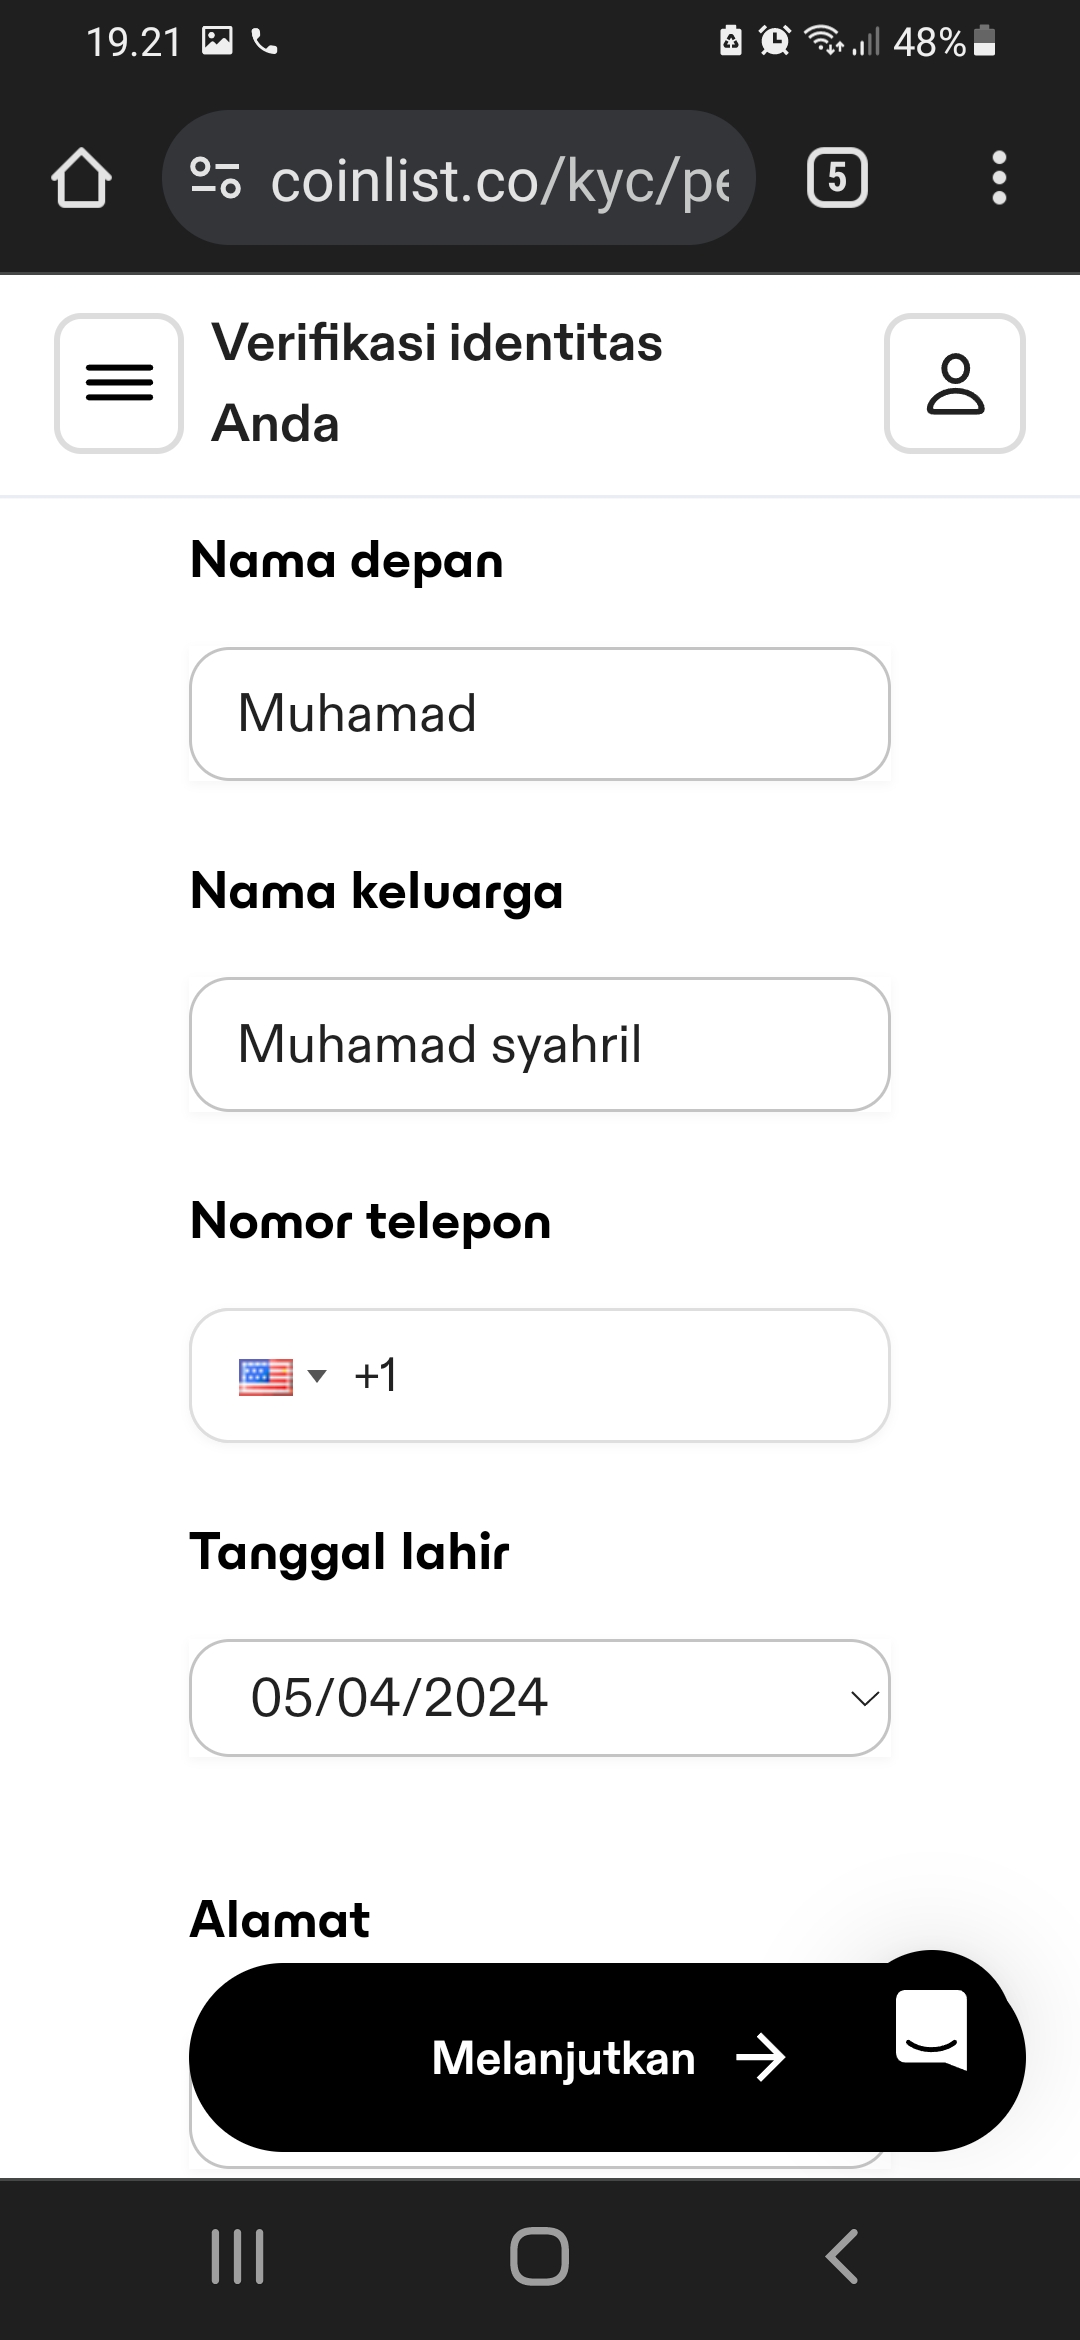 19.21
48%
coinlist.co/kyc/pe
5
Verifikasi identitas
Anda
Nama depan
Muhamad
Nama keluarga
Muhamad syahril
Nomor telepon
+1
Tanggal lahir
05/04/2024
Alamat
Melanjutkan